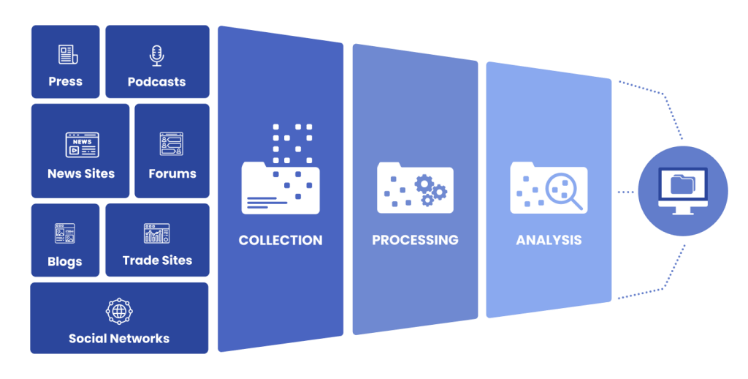 Press
Podcasts
NEWS
News Sites
Forums
Blogs
Trade Sites
Social Networks
COLLECTION
PROCESSING
ANALYSIS